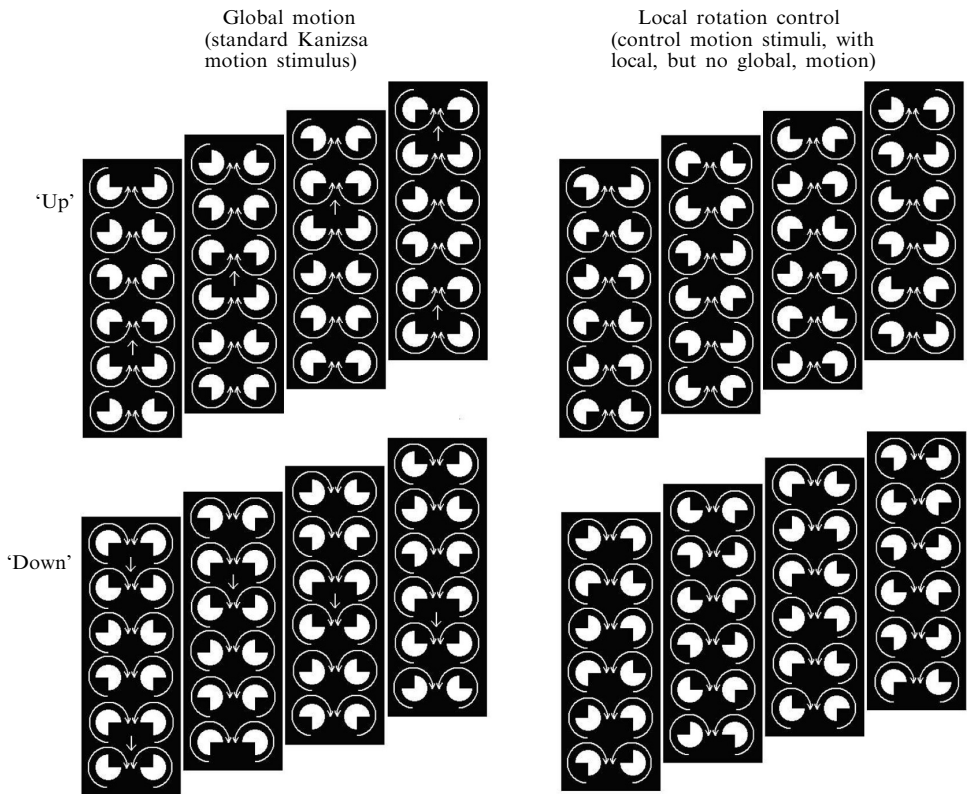 Global motion
(standard Kanizsa
motion stimulus)
Local rotation control
(control motion stimuli, with
local, but no global, motion)
‘Up’
‘Down’